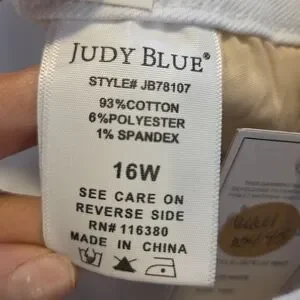 JUDY BLUE®
STYLE# JB78107
93%COTTON
6%POLYESTER
1% SPANDEX
16W
SEE CARE ON
REVERSE SIDE
RN# 116380
MADE IN CHINA